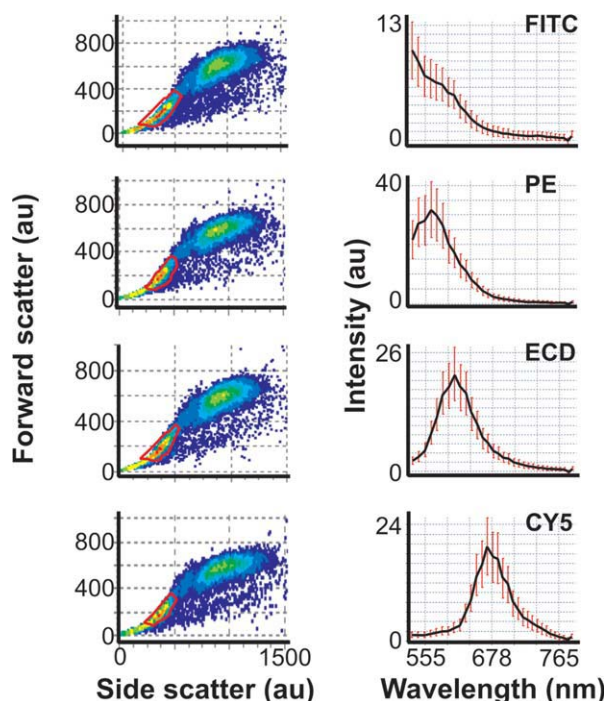 FITC
800
400
0
13
0
PE
800
400
0
40
0
ECD
800
400
0
26
0
CY5
800
400
0
24
0
0 1500
555 678 765
Forward scatter (au)
Intensity (au)
Side scatter (au)
Wavelength (nm)